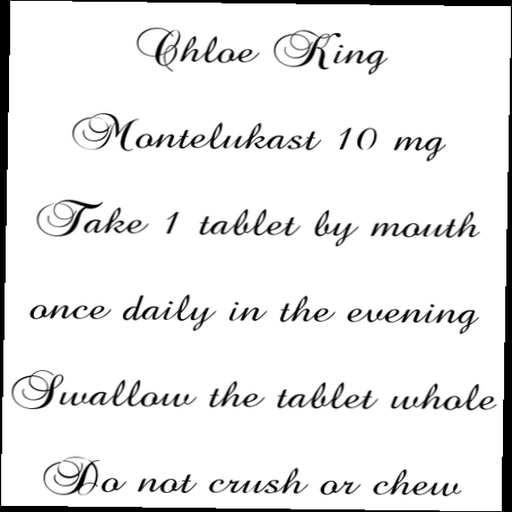 Chloe King
Montelukast 10 mg
Take 1 tablet by mouth
once daily in the evening
Swallow the tablet whole
Do not crush or chew